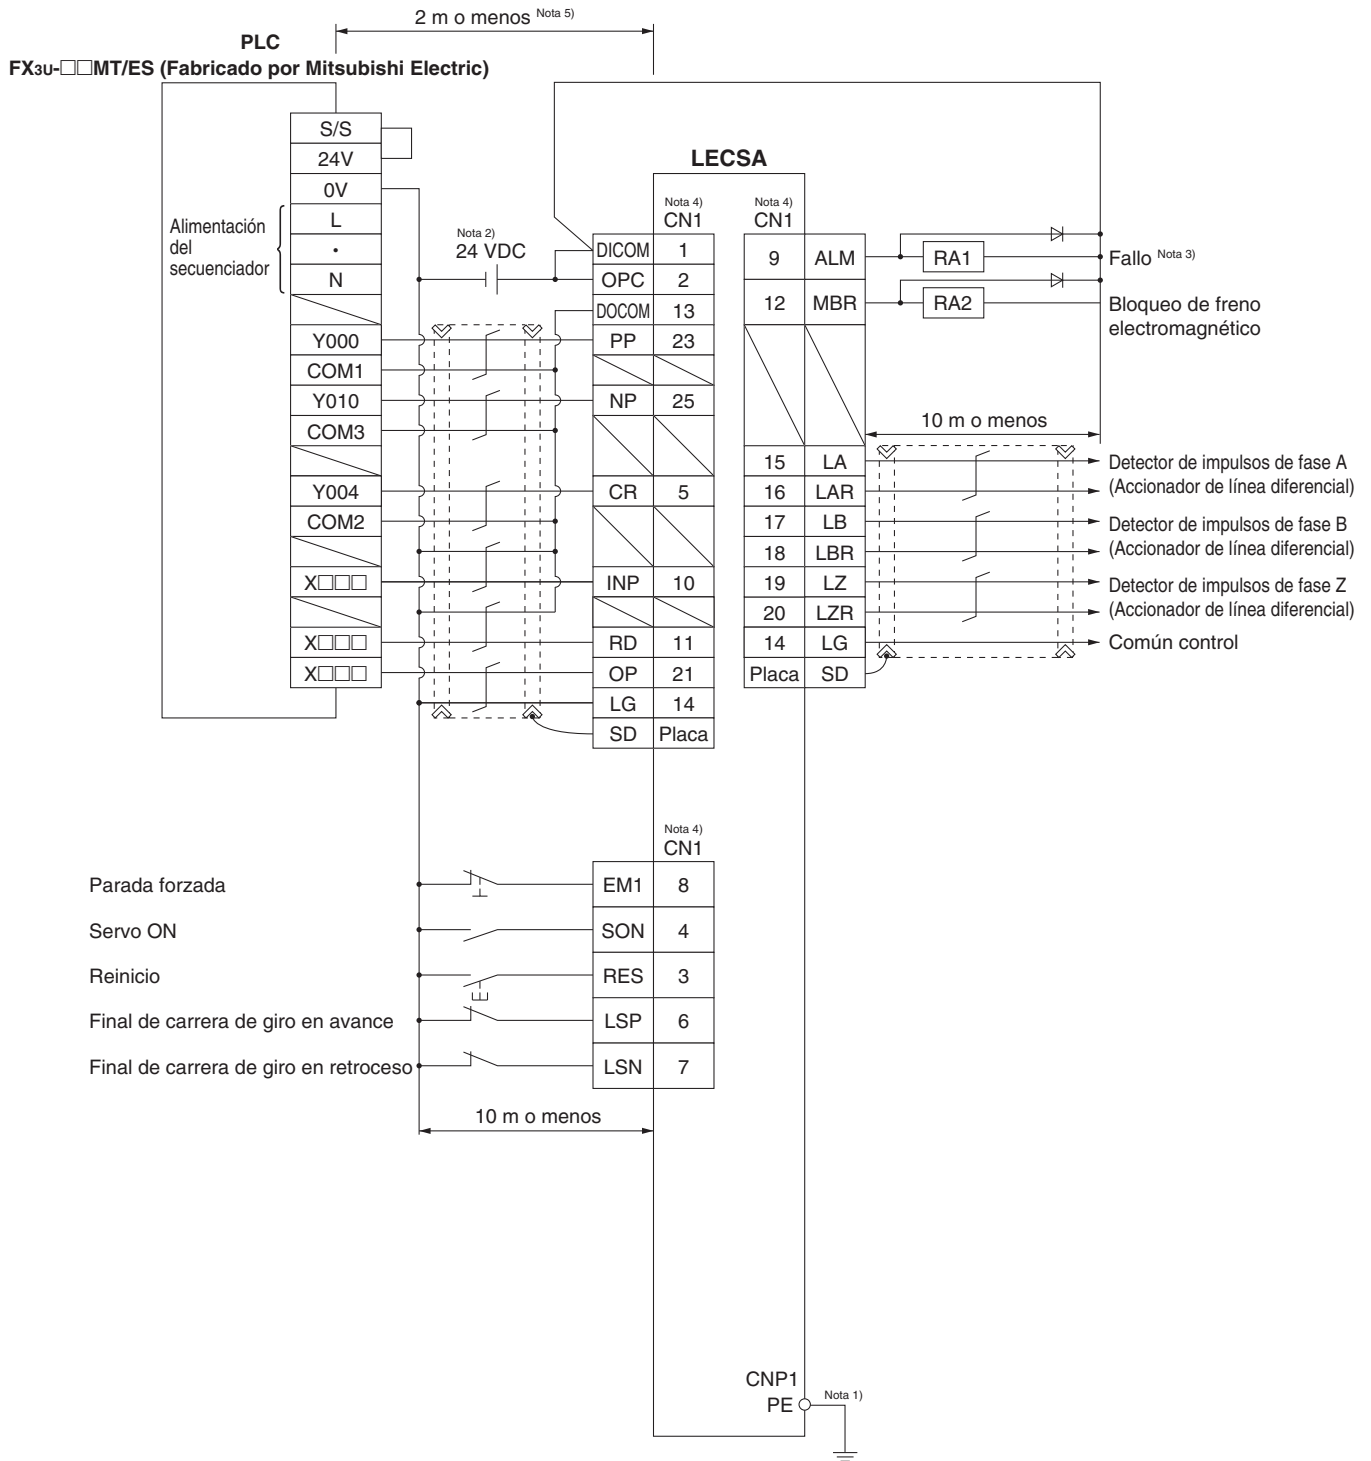 2 m o menos Nota 5)
PLC
FX3U-□□MT/ES (Fabricado por Mitsubishi Electric)
S/S
24V
0V
L
•
N
Alimentación
del
secuenciador
Y000
COM1
Y010
COM3
Y004
COM2
X□□□
X□□□
X□□□
Nota 2)
24 VDC
LECSA
Nota 4)
CN1
DICOM 1
OPC 2
DOCOM 13
PP 23
NP 25
CR 5
INP 10
RD 11
OP 21
LG 14
SD Placa
Nota 4)
CN1
9 ALM
12 MBR
15 LA
16 LAR
17 LB
18 LBR
19 LZ
20 LZR
14 LG
Placa SD
RA1
RA2
Fallo Nota 3)
Bloqueo de freno
electromagnético
10 m o menos
Detector de impulsos de fase A
(Accionador de línea diferencial)
Detector de impulsos de fase B
(Accionador de línea diferencial)
Detector de impulsos de fase Z
(Accionador de línea diferencial)
Común control
Nota 4)
CN1
Parada forzada
EM1 8
Servo ON
SON 4
Reinicio
RES 3
Final de carrera de giro en avance
LSP 6
Final de carrera de giro en retroceso
LSN 7
10 m o menos
CNP1
PE
Nota 1)